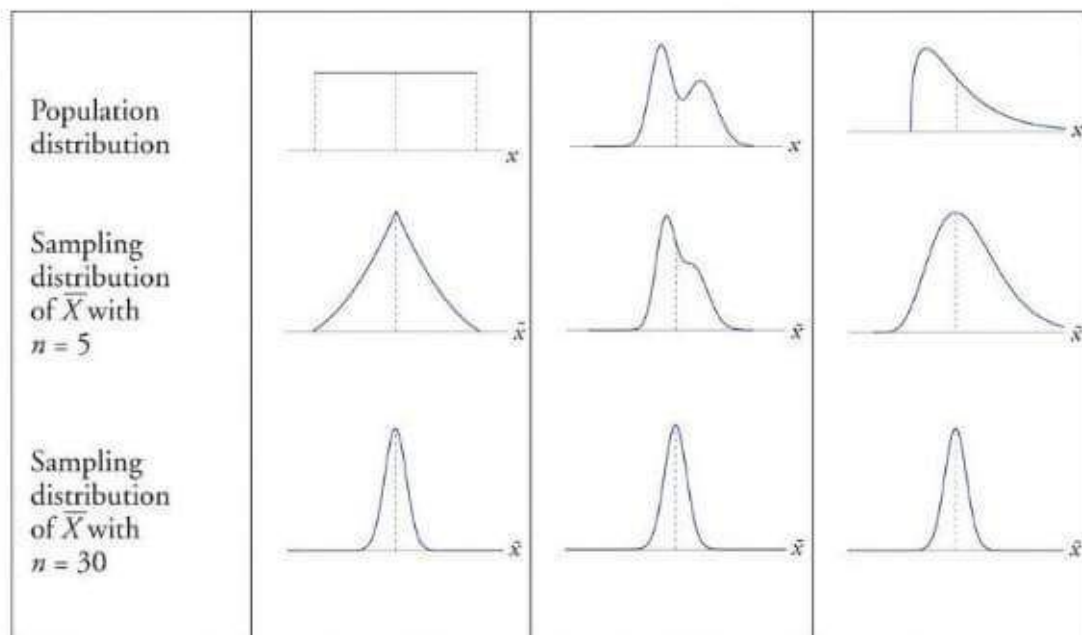 Population
distribution
x
x
x
Sampling
distribution
of X̅ with
n = 5
x̄
x̄
x̄
Sampling
distribution
of X̅ with
n = 30
x̄
x̄
x̄